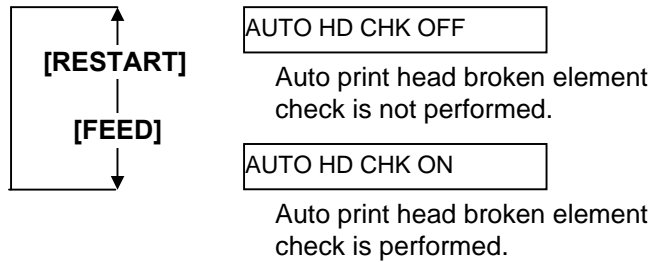 AUTO HD CHK OFF
[RESTART]
Auto print head broken element
check is not performed.
[FEED]
AUTO HD CHK ON
Auto print head broken element
check is performed.